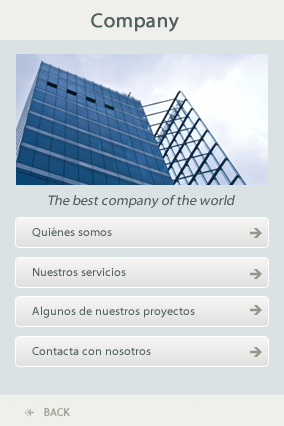 Company
The best company of the world
Quiénes somos
Nuestros servicios
Algunos de nuestros proyectos
Contacta con nosotros
BACK